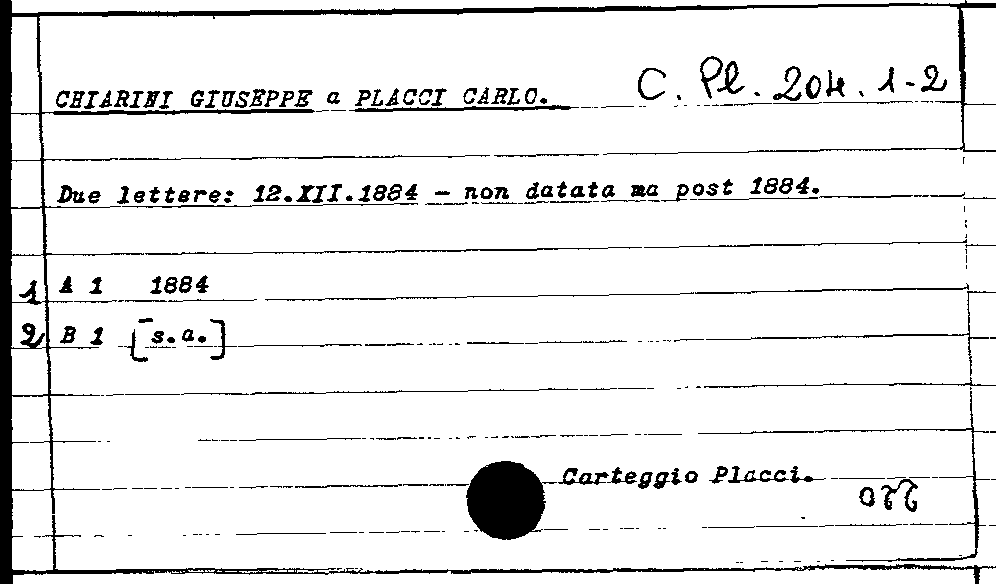 CHIARINI GIUSEPPE a PLACCI CARLO. C. Pl. 204. 1-2
Due lettere: 12.XII.1884 - non datata ma post 1884.
1 A 1 1884
2 B 1 [s.a.]
Carteggio Placci.